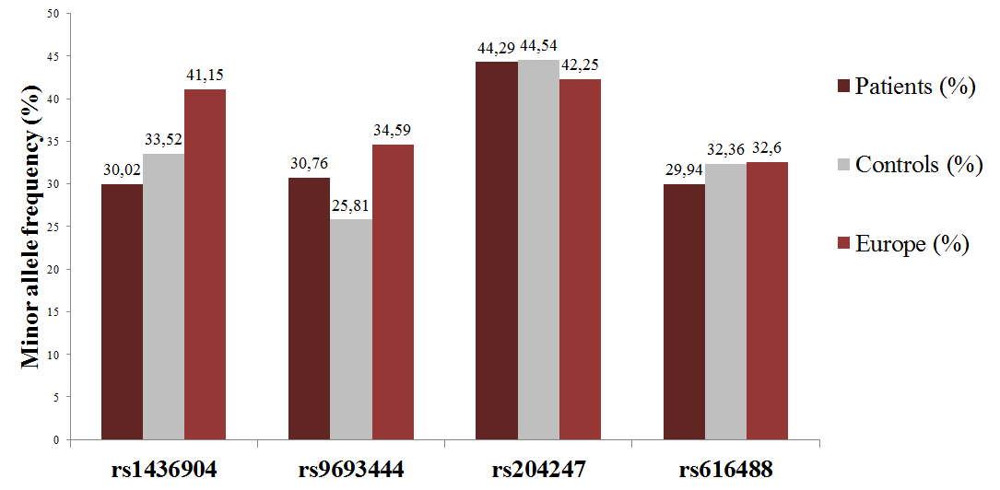 Minor allele frequency (%)
50
45
40
35
30
25
20
15
10
5
0
30,02
33,52
41,15
30,76
25,81
34,59
44,29
44,54
42,25
29,94
32,36
32,6
rs1436904
rs9693444
rs204247
rs616488
Patients (%)
Controls (%)
Europe (%)